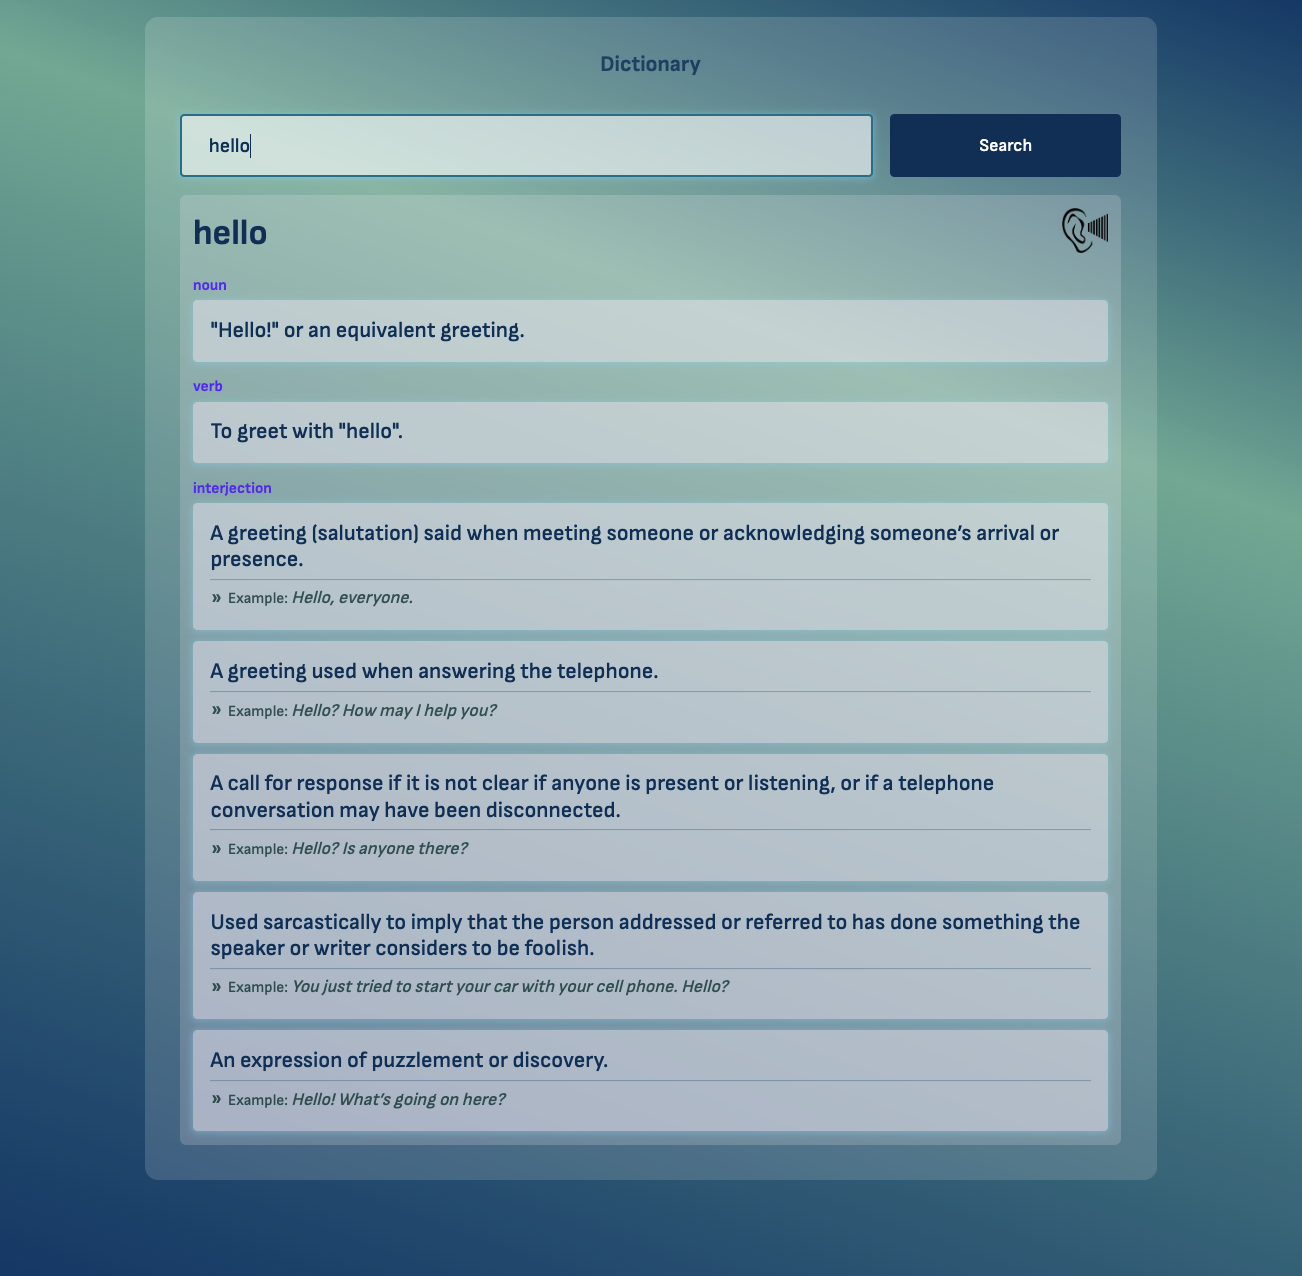 Dictionary
hello
Search
hello
noun
"Hello!" or an equivalent greeting.
verb
To greet with "hello".
interjection
A greeting (salutation) said when meeting someone or acknowledging someone’s arrival or
presence.
» Example: Hello, everyone.
A greeting used when answering the telephone.
» Example: Hello? How may I help you?
A call for response if it is not clear if anyone is present or listening, or if a telephone
conversation may have been disconnected.
» Example: Hello? Is anyone there?
Used sarcastically to imply that the person addressed or referred to has done something the
speaker or writer considers to be foolish.
» Example: You just tried to start your car with your cell phone. Hello?
An expression of puzzlement or discovery.
» Example: Hello! What’s going on here?